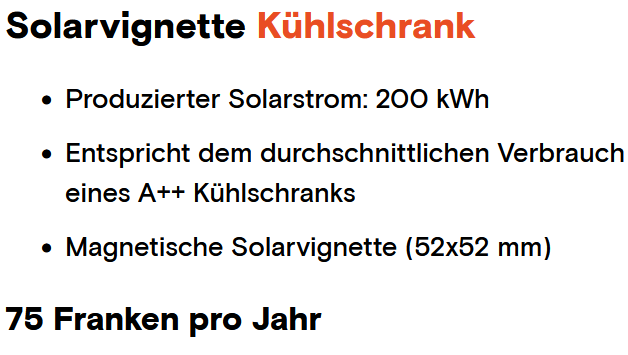 Solarvignette Kühlschrank
• Produzierter Solarstrom: 200 kWh
• Entspricht dem durchschnittlichen Verbrauch
eines A++ Kühlschranks
• Magnetische Solarvignette (52x52 mm)
75 Franken pro Jahr